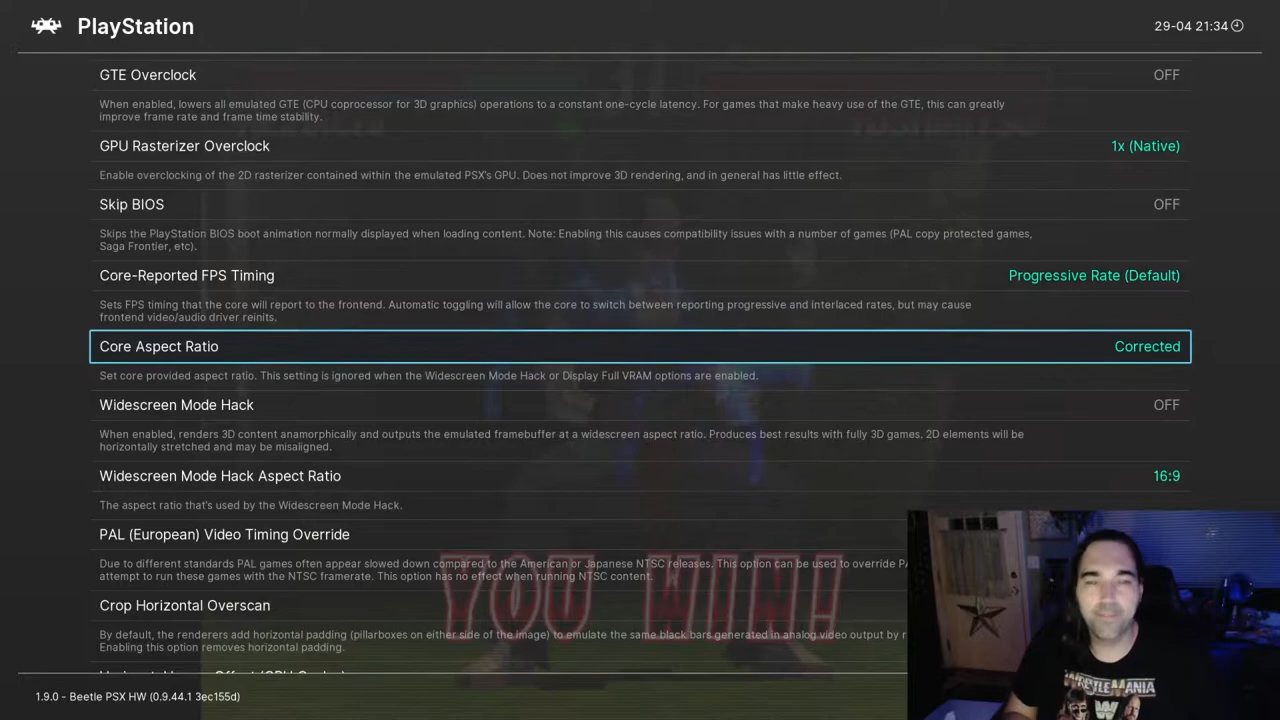 PlayStation
29-04 21:34
GTE Overclock
OFF
When enabled, lowers all emulated GTE (CPU coprocessor for 3D graphics) operations to a constant one-cycle latency. For games that make heavy use of the GTE, this can greatly
improve frame rate and frame time stability.
GPU Rasterizer Overclock
1x (Native)
Enable overclocking of the 2D rasterizer contained within the emulated PSX's GPU. Does not improve 3D rendering, and in general has little effect.
Skip BIOS
OFF
Skips the PlayStation BIOS boot animation normally displayed when loading content. Note: Enabling this causes compatibility issues with a number of games (PAL copy protected games,
Saga Frontier, etc).
Core-Reported FPS Timing
Progressive Rate (Default)
Sets FPS timing that the core will report to the frontend. Automatic toggling will allow the core to switch between reporting progressive and interlaced rates, but may cause
frontend video/audio driver reinits.
Core Aspect Ratio
Corrected
Set core provided aspect ratio. This setting is ignored when the Widescreen Mode Hack or Display Full VRAM options are enabled.
Widescreen Mode Hack
OFF
When enabled, renders 3D content anamorphically and outputs the emulated framebuffer at a widescreen aspect ratio. Produces best results with fully 3D games. 2D elements will be
horizontally stretched and may be misaligned.
Widescreen Mode Hack Aspect Ratio
16:9
The aspect ratio that's used by the Widescreen Mode Hack.
PAL (European) Video Timing Override
Due to different standards PAL games often appear slowed down compared to the American or Japanese NTSC releases. This option can be used to override PA
attempt to run these games with the NTSC framerate. This option has no effect when running NTSC content.
YOU WIN!
Crop Horizontal Overscan
By default, the renderers add horizontal padding (pillarboxes on either side of the image) to emulate the same black bars generated in analog video output by r
Enabling this option removes horizontal padding.
WRESTLEMANIA
1.9.0 - Beetle PSX HW (0.9.44.1 3ec155d)